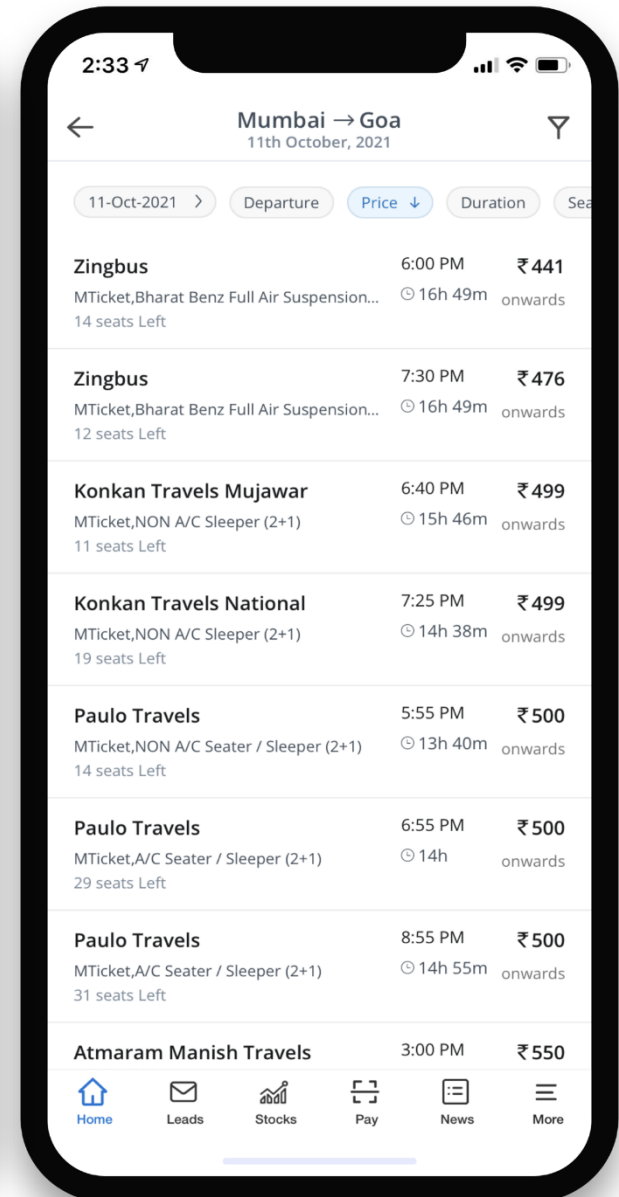 2:33
Mumbai → Goa
11th October, 2021
11-Oct-2021 > Departure Price ↓ Duration Sea
Zingbus 6:00 PM ₹441
MTicket,Bharat Benz Full Air Suspension... 16h 49m onwards
14 seats Left
Zingbus 7:30 PM ₹476
MTicket,Bharat Benz Full Air Suspension... 16h 49m onwards
12 seats Left
Konkan Travels Mujawar 6:40 PM ₹499
MTicket,NON A/C Sleeper (2+1) 15h 46m onwards
11 seats Left
Konkan Travels National 7:25 PM ₹499
MTicket,NON A/C Sleeper (2+1) 14h 38m onwards
19 seats Left
Paulo Travels 5:55 PM ₹500
MTicket,NON A/C Seater / Sleeper (2+1) 13h 40m onwards
14 seats Left
Paulo Travels 6:55 PM ₹500
MTicket,A/C Seater / Sleeper (2+1) 14h onwards
29 seats Left
Paulo Travels 8:55 PM ₹500
MTicket,A/C Seater / Sleeper (2+1) 14h 55m onwards
31 seats Left
Atmaram Manish Travels 3:00 PM ₹550
Home Leads Stocks Pay News More